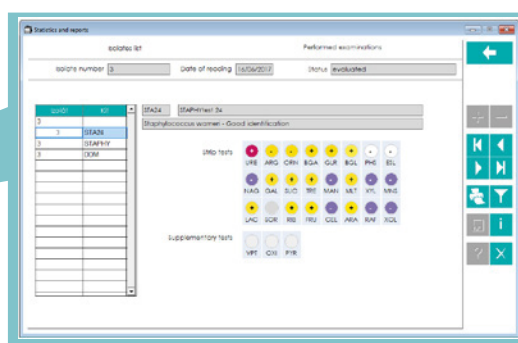 Statistics and reports
Isolates list
Performed examinations
Isolate number 3
Date of reading 16/06/2017
Status evaluated
Kit
3
3 STA24
3 STAPHY
3 COM
STA24 STAPHYtest 24
Staphylococcus warneri - Good identification
Strip tests
URE ARG ORN BGA GLR BGL PHS ESL
NAG GAL SUC TRE MAN MLT XYL MNS
LAC SOR RIB FRU CEL ARA RAF XOL
Supplementary tests
VPT OXI PYR